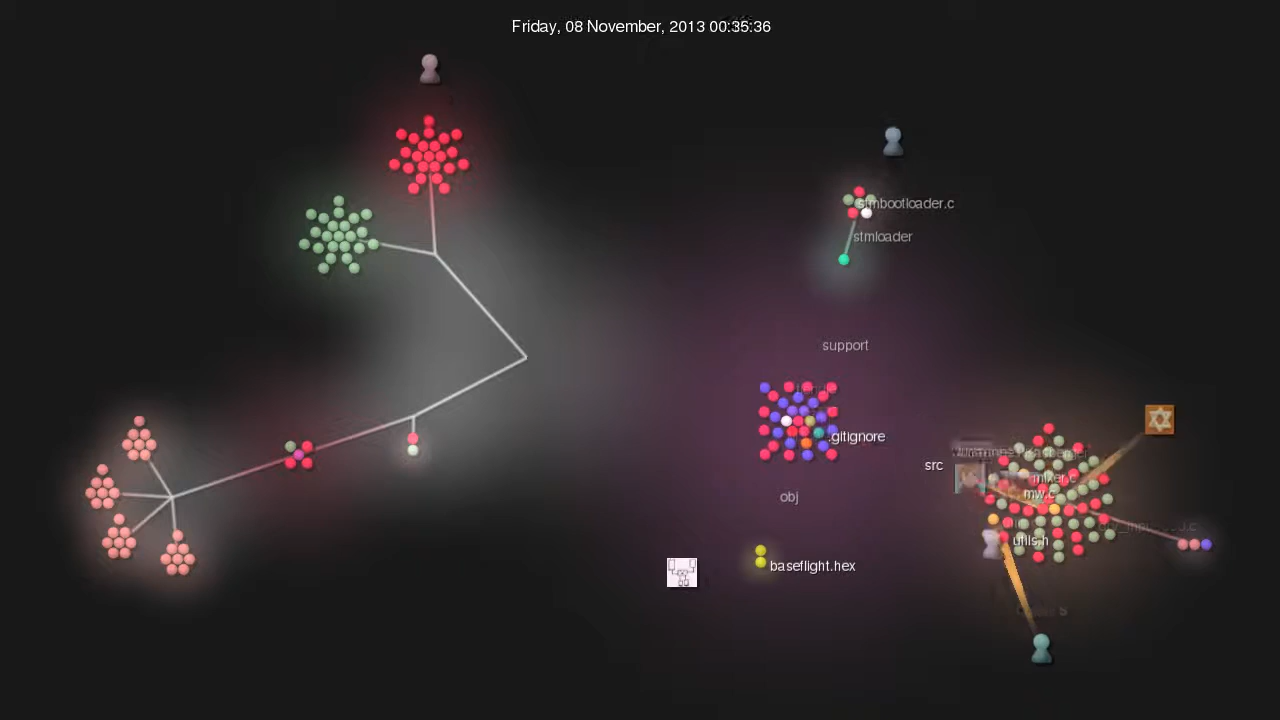 Friday, 08 November, 2013 00:35:36
stmbootloader.c
stmloader
support
.gitignore
src
mixer.c
mw.c
obj
utils.h
baseflight.hex